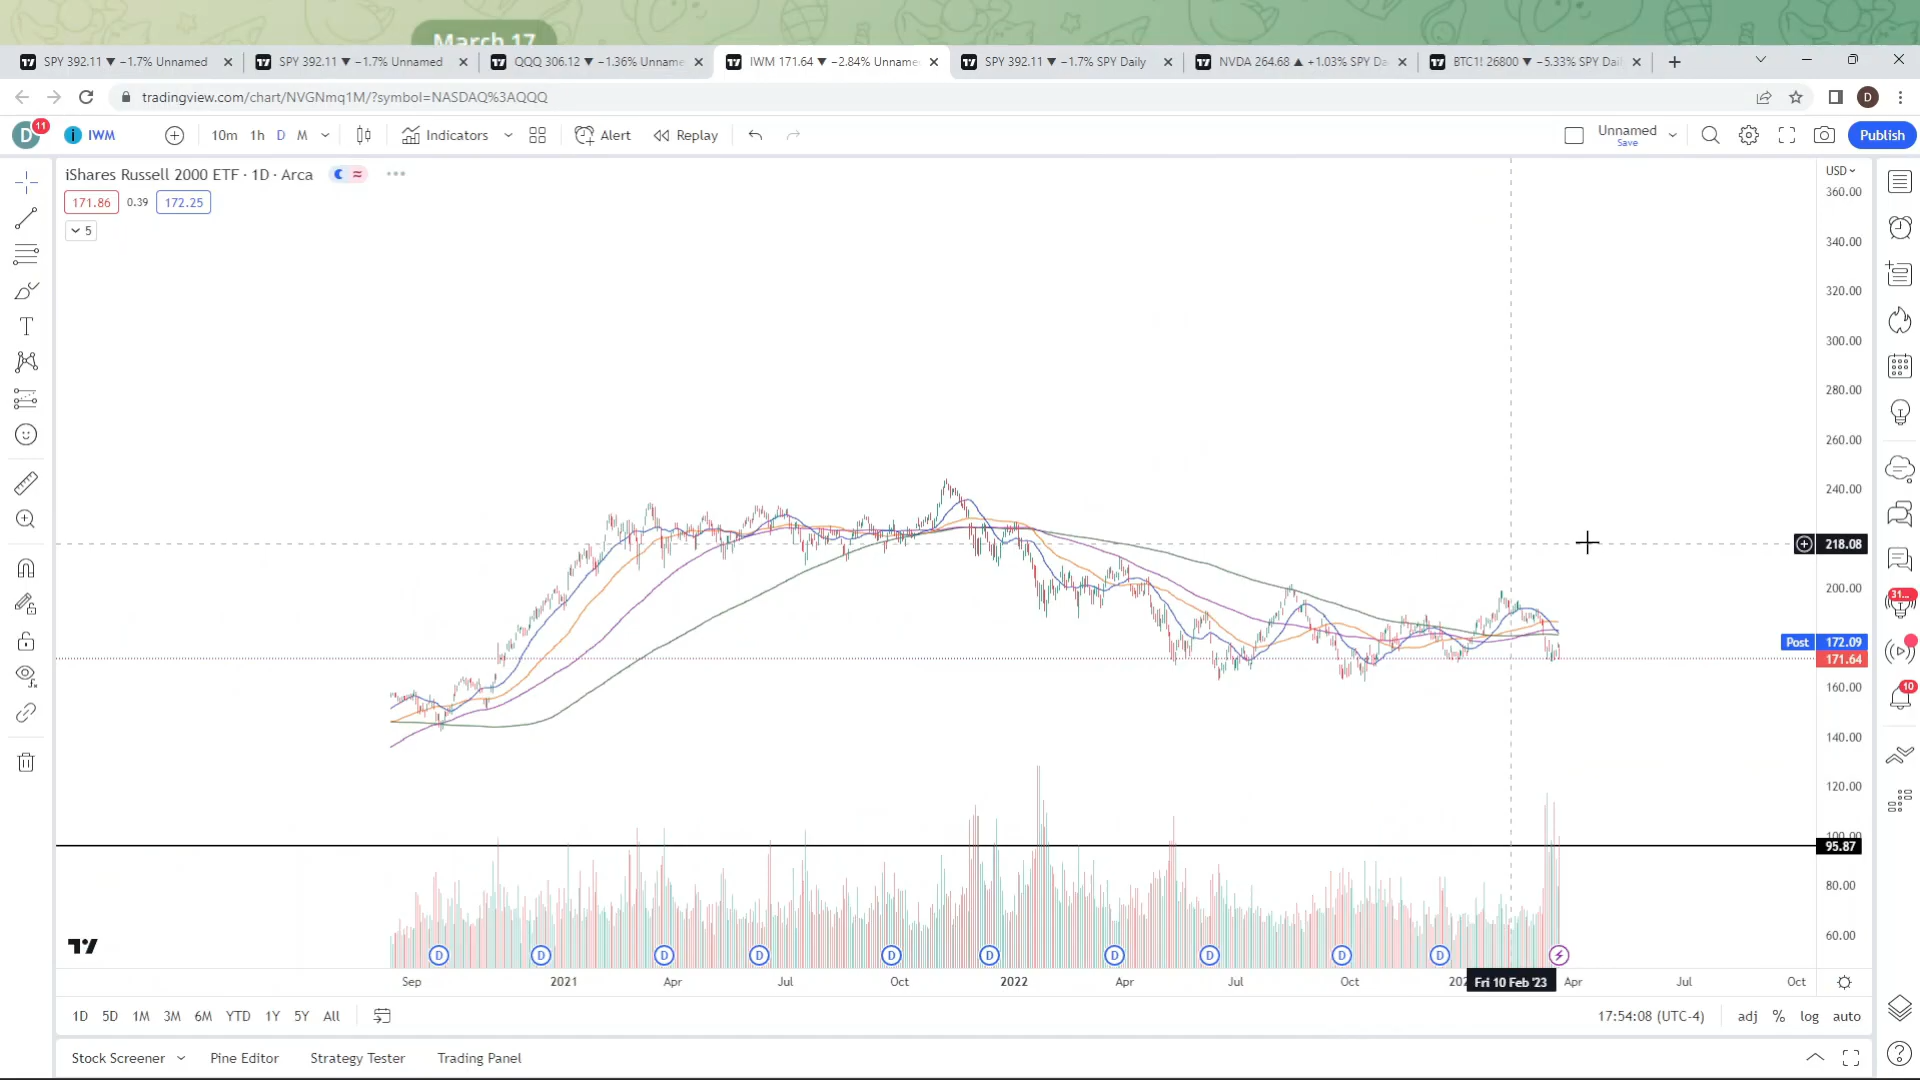 March 17
SPY 392.11 ▼ −1.7% Unnamed
SPY 392.11 ▼ −1.7% Unnamed
QQQ 306.12 ▼ −1.36% Unname
IWM 171.64 ▼ −2.84% Unname
SPY 392.11 ▼ −1.7% SPY Daily
NVDA 264.68 ▲ +1.03% SPY Da
BTC1! 26800 ▼ −5.33% SPY Dail
tradingview.com/chart/NVGNmq1M/?symbol=NASDAQ%3AQQQ
D
D 11
IWM
10m 1h D M
Indicators
Alert
Replay
Unnamed
Save
Publish
iShares Russell 2000 ETF · 1D · Arca
171.86 0.39 172.25
5
USD
360.00
340.00
320.00
300.00
280.00
260.00
240.00
218.08
200.00
Post 172.09
171.64
160.00
140.00
120.00
100.00
95.87
80.00
60.00
31...
10
D D D D D D D D D D
Sep 2021 Apr Jul Oct 2022 Apr Jul Oct 202 Fri 10 Feb '23 Apr Jul Oct
1D 5D 1M 3M 6M YTD 1Y 5Y All
17:54:08 (UTC-4) adj % log auto
Stock Screener Pine Editor Strategy Tester Trading Panel